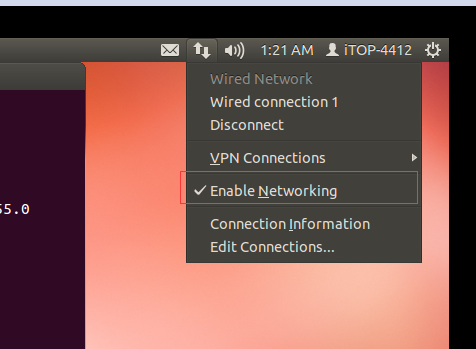 1:21 AM iTOP-4412
Wired Network
Wired connection 1
Disconnect
VPN Connections
Enable Networking
55.0
Connection Information
Edit Connections...